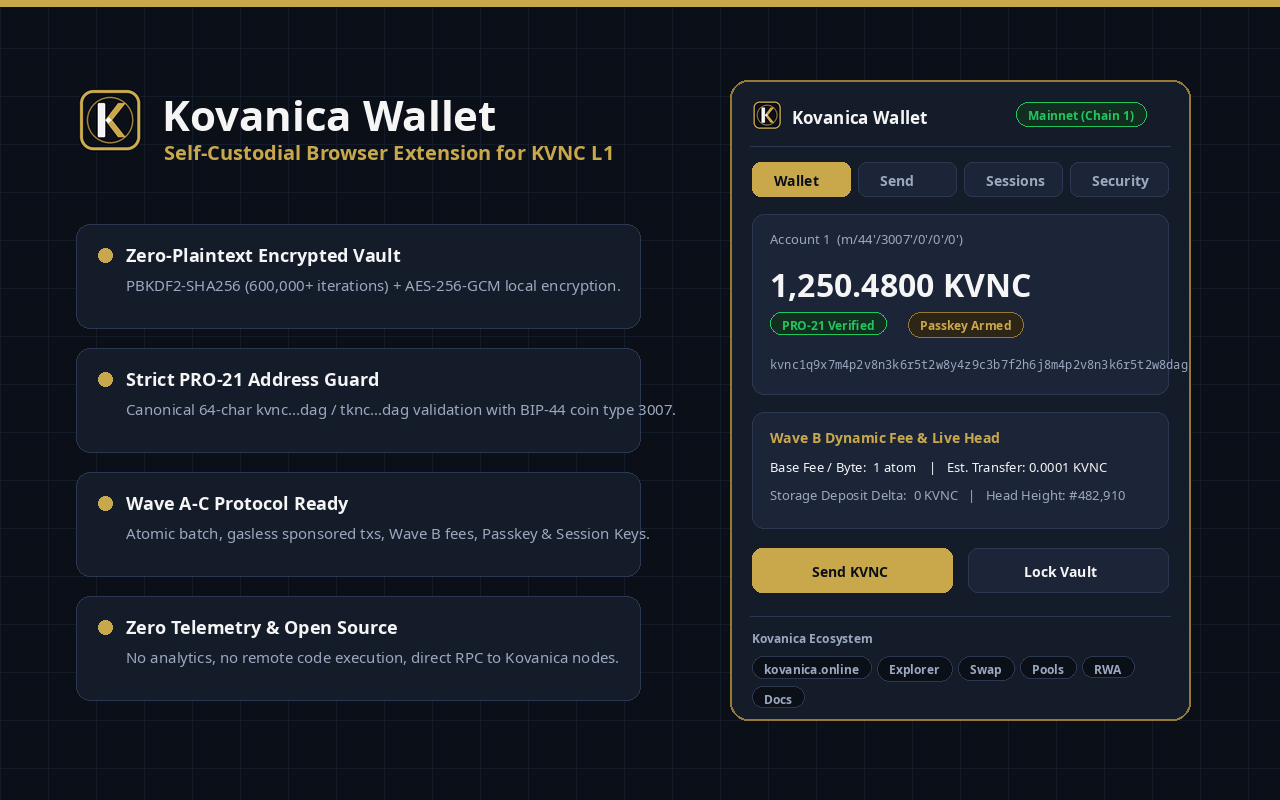 Kovanica Wallet
Self-Custodial Browser Extension for KVNC L1
Zero-Plaintext Encrypted Vault
PBKDF2-SHA256 (600,000+ iterations) + AES-256-GCM local encryption.
Strict PRO-21 Address Guard
Canonical 64-char kvnc...dag / tknc...dag validation with BIP-44 coin type 3007.
Wave A-C Protocol Ready
Atomic batch, gasless sponsored txs, Wave B fees, Passkey & Session Keys.
Zero Telemetry & Open Source
No analytics, no remote code execution, direct RPC to Kovanica nodes.
Kovanica Wallet
Mainnet (Chain 1)
Wallet Send Sessions Security
Account 1 (m/44'/3007'/0'/0'/0')
1,250.4800 KVNC
PRO-21 Verified Passkey Armed
kvnc1q9x7m4p2v8n3k6r5t2w8y4z9c3b7f2h6j8m4p2v8n3k6r5t2w8dag
Wave B Dynamic Fee & Live Head
Base Fee / Byte: 1 atom | Est. Transfer: 0.0001 KVNC
Storage Deposit Delta: 0 KVNC | Head Height: #482,910
Send KVNC Lock Vault
Kovanica Ecosystem
kovanica.online Explorer Swap Pools RWA
Docs